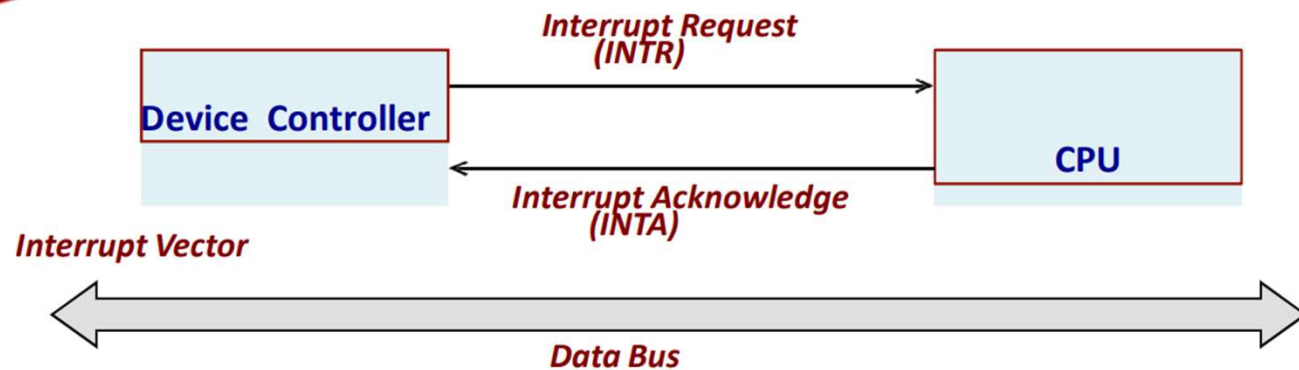 Interrupt Request
(INTR)
Device Controller
CPU
Interrupt Acknowledge
(INTA)
Interrupt Vector
Data Bus